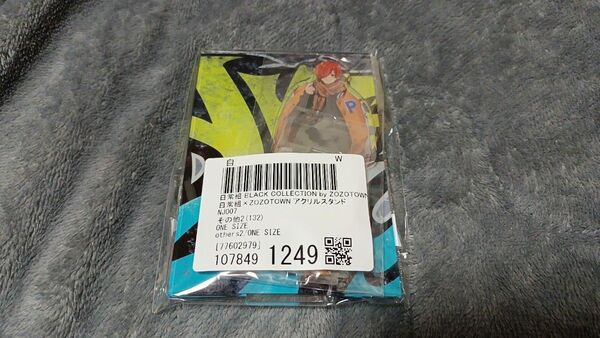 白 W
日常組 BLACK COLLECTION by ZOZOTOWN
日常組×ZOZOTOWN アクリルスタンド
NJ007
その他2(132)
ONE SIZE
others2/ONE SIZE
[77602979]
107849 1249
P